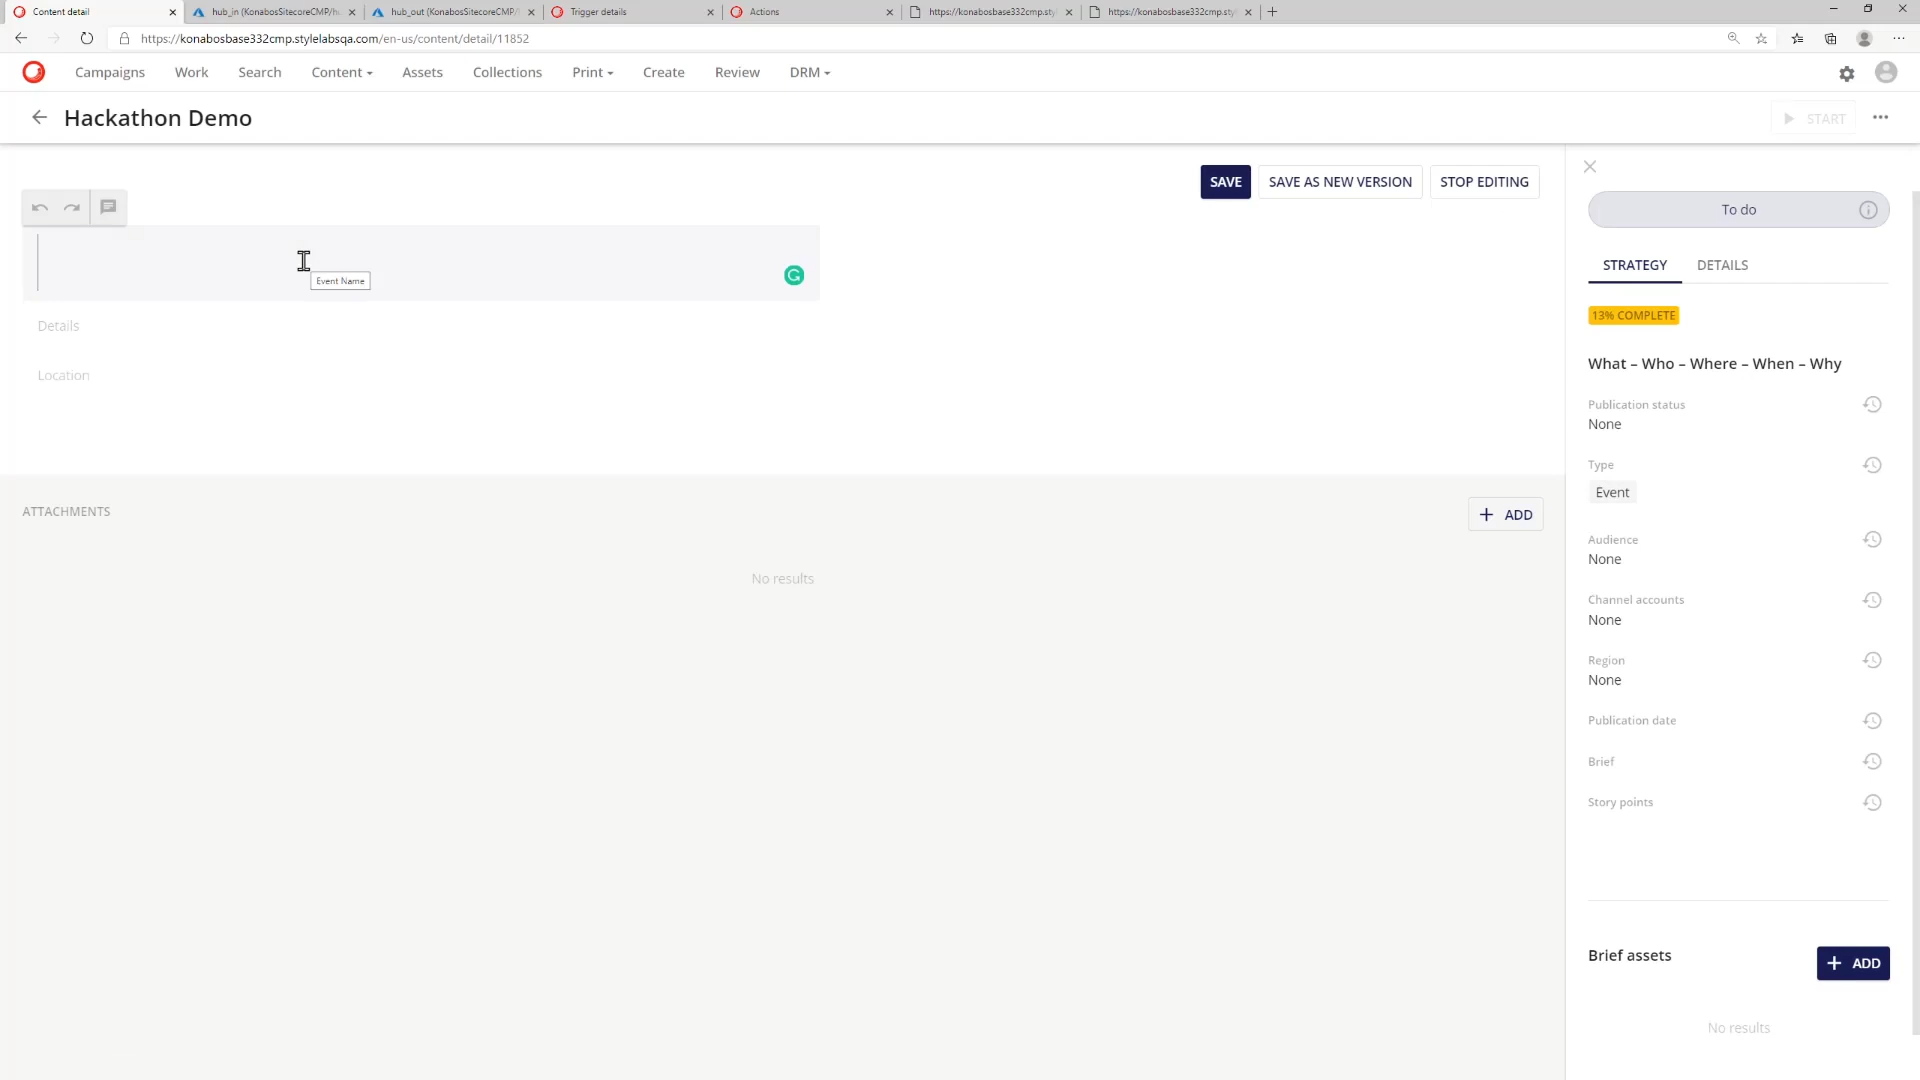 Content detail
hub_in (KonabosSitecoreCMP/h
hub_out (KonabosSitecoreCMP/
Trigger details
Actions
https://konabosbase332cmp.sty
https://konabosbase332cmp.sty
https://konabosbase332cmp.stylelabsqa.com/en-us/content/detail/11852
Campaigns
Work
Search
Content
Assets
Collections
Print
Create
Review
DRM
Hackathon Demo
START
SAVE
SAVE AS NEW VERSION
STOP EDITING
Event Name
Details
Location
ATTACHMENTS
ADD
No results
To do
STRATEGY
DETAILS
13% COMPLETE
What – Who – Where – When – Why
Publication status
None
Type
Event
Audience
None
Channel accounts
None
Region
None
Publication date
Brief
Story points
Brief assets
ADD
No results